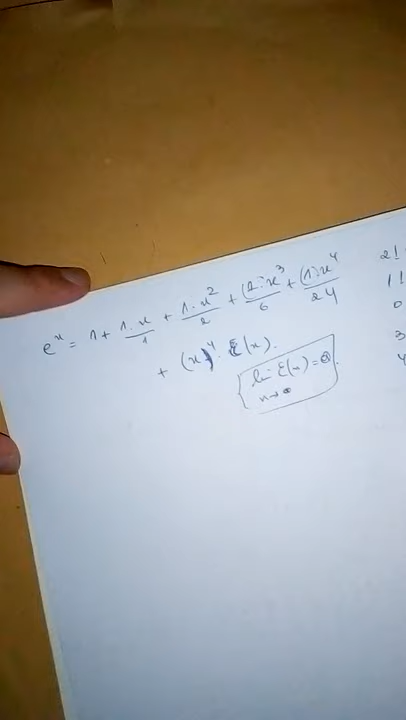 e^x = 1 + 1·x/1 + 1·x²/2 + (1)·x³/6 + (1)·x⁴/24
+ (x)⁴·ℰ(x).
lim ℰ(x)=0.
x→0
2!
1!
0
3
4